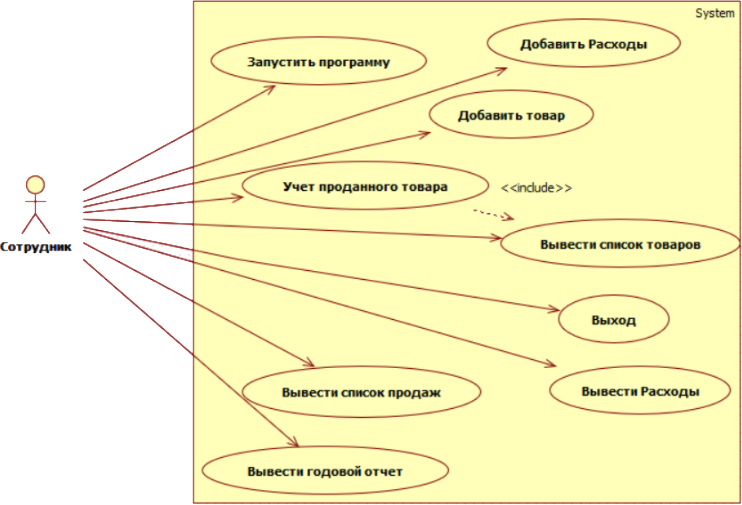 System
Добавить Расходы
Запустить программу
Добавить товар
Учет проданного товара
<<include>>
Сотрудник
Вывести список товаров
Выход
Вывести список продаж
Вывести Расходы
Вывести годовой отчет